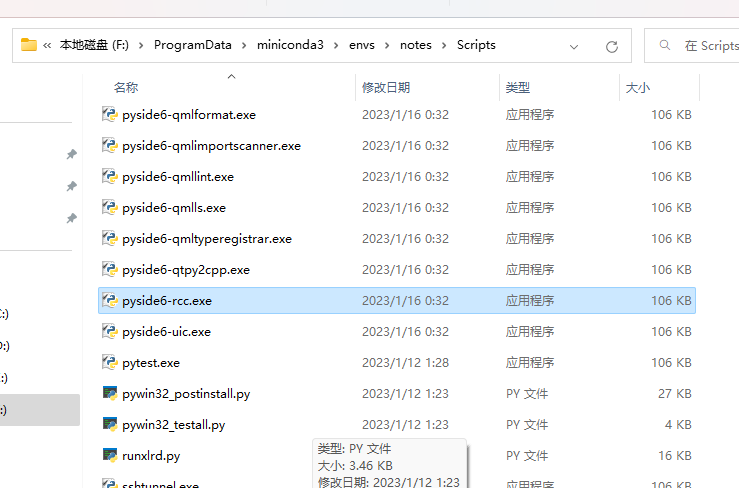 « 本地磁盘 (F:) › ProgramData › miniconda3 › envs › notes › Scripts 在 Scripts
名称 修改日期 类型 大小
pyside6-qmlformat.exe 2023/1/16 0:32 应用程序 106 KB
pyside6-qmlimportscanner.exe 2023/1/16 0:32 应用程序 106 KB
pyside6-qmllint.exe 2023/1/16 0:32 应用程序 106 KB
pyside6-qmlls.exe 2023/1/16 0:32 应用程序 106 KB
pyside6-qmltyperegistrar.exe 2023/1/16 0:32 应用程序 106 KB
pyside6-qtpy2cpp.exe 2023/1/16 0:32 应用程序 106 KB
:) pyside6-rcc.exe 2023/1/16 0:32 应用程序 106 KB
:) pyside6-uic.exe 2023/1/16 0:32 应用程序 106 KB
:) pytest.exe 2023/1/12 1:28 应用程序 106 KB
:) pywin32_postinstall.py 2023/1/12 1:23 PY 文件 27 KB
pywin32_testall.py 2023/1/12 1:23 PY 文件 4 KB
runxlrd.py PY 文件 16 KB
类型: PY 文件
大小: 3.46 KB
修改日期: 2023/1/12 1:23
sshtunnel.exe 应用程序 106 KB